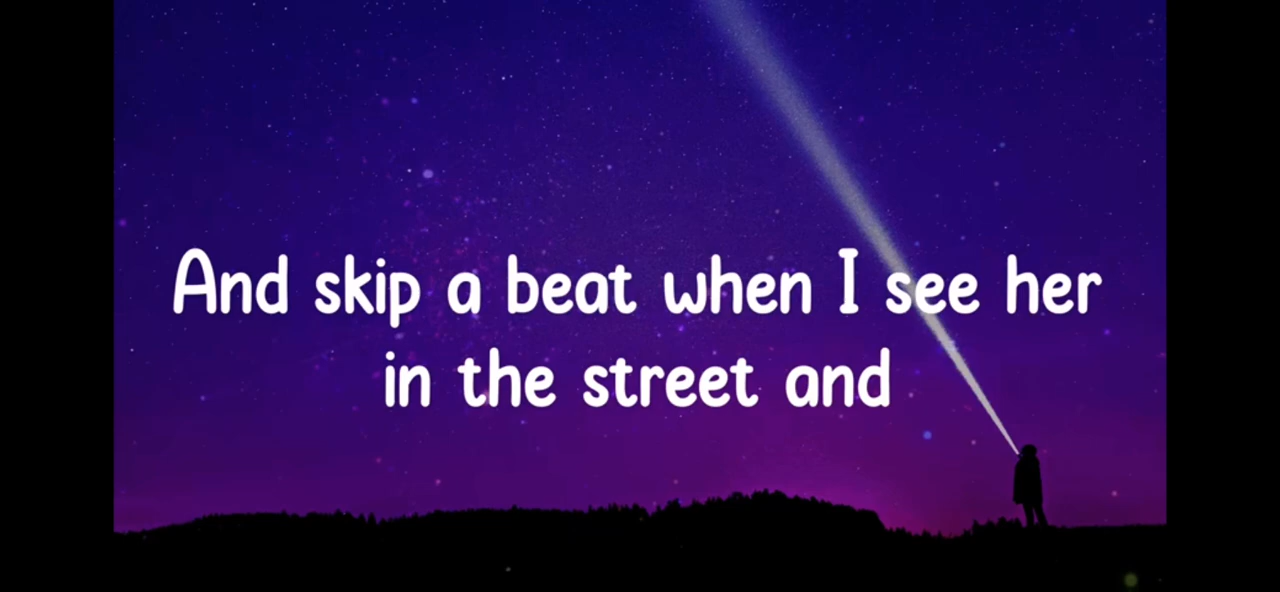 And skip a beat when I see her
in the street and